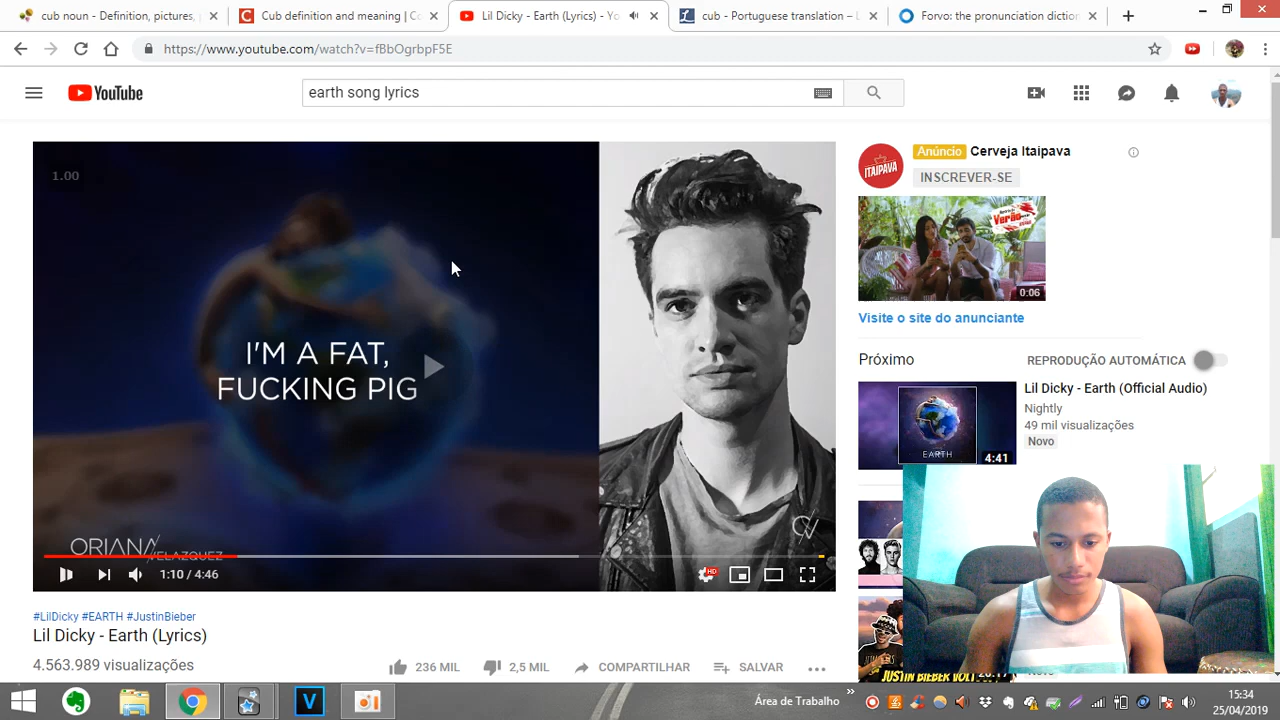 cub noun - Definition, pictures, p
Cub definition and meaning | Co
Lil Dicky - Earth (Lyrics) - Yo
cub - Portuguese translation – L
Forvo: the pronunciation diction
https://www.youtube.com/watch?v=fBbOgrbpF5E
YouTube
earth song lyrics
1.00
I'M A FAT,
FUCKING PIG
ORIANA
VELAZQUEZ
CV
1:10 / 4:46
HD
ITAIPAVA
Anúncio Cerveja Itaipava
INSCREVER-SE
Verão
0:06
Visite o site do anunciante
Próximo
REPRODUÇÃO AUTOMÁTICA
EARTH
4:41
Lil Dicky - Earth (Official Audio)
Nightly
49 mil visualizações
Novo
#LilDicky #EARTH #JustinBieber
Lil Dicky - Earth (Lyrics)
4.563.989 visualizações
236 MIL
2,5 MIL
COMPARTILHAR
SALVAR
JUSTIN BIEBER VOLT
Área de Trabalho
15:34
25/04/2019